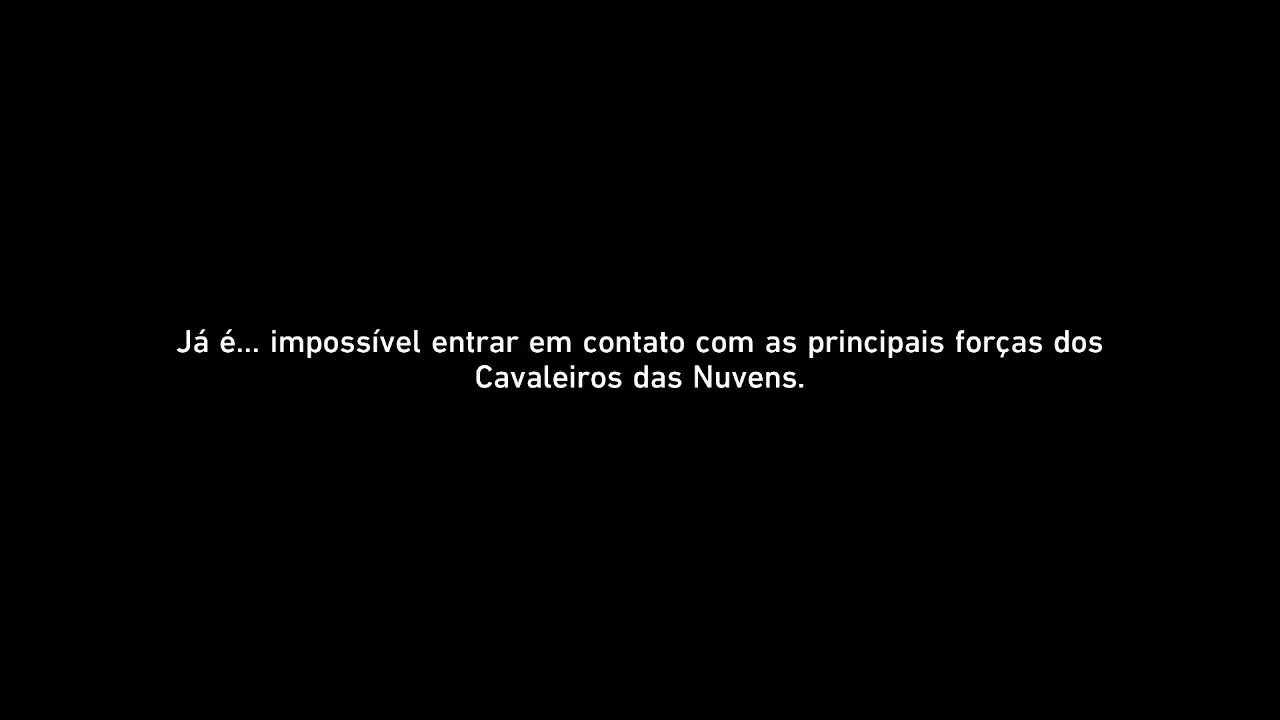 Já é... impossível entrar em contato com as principais forças dos
Cavaleiros das Nuvens.